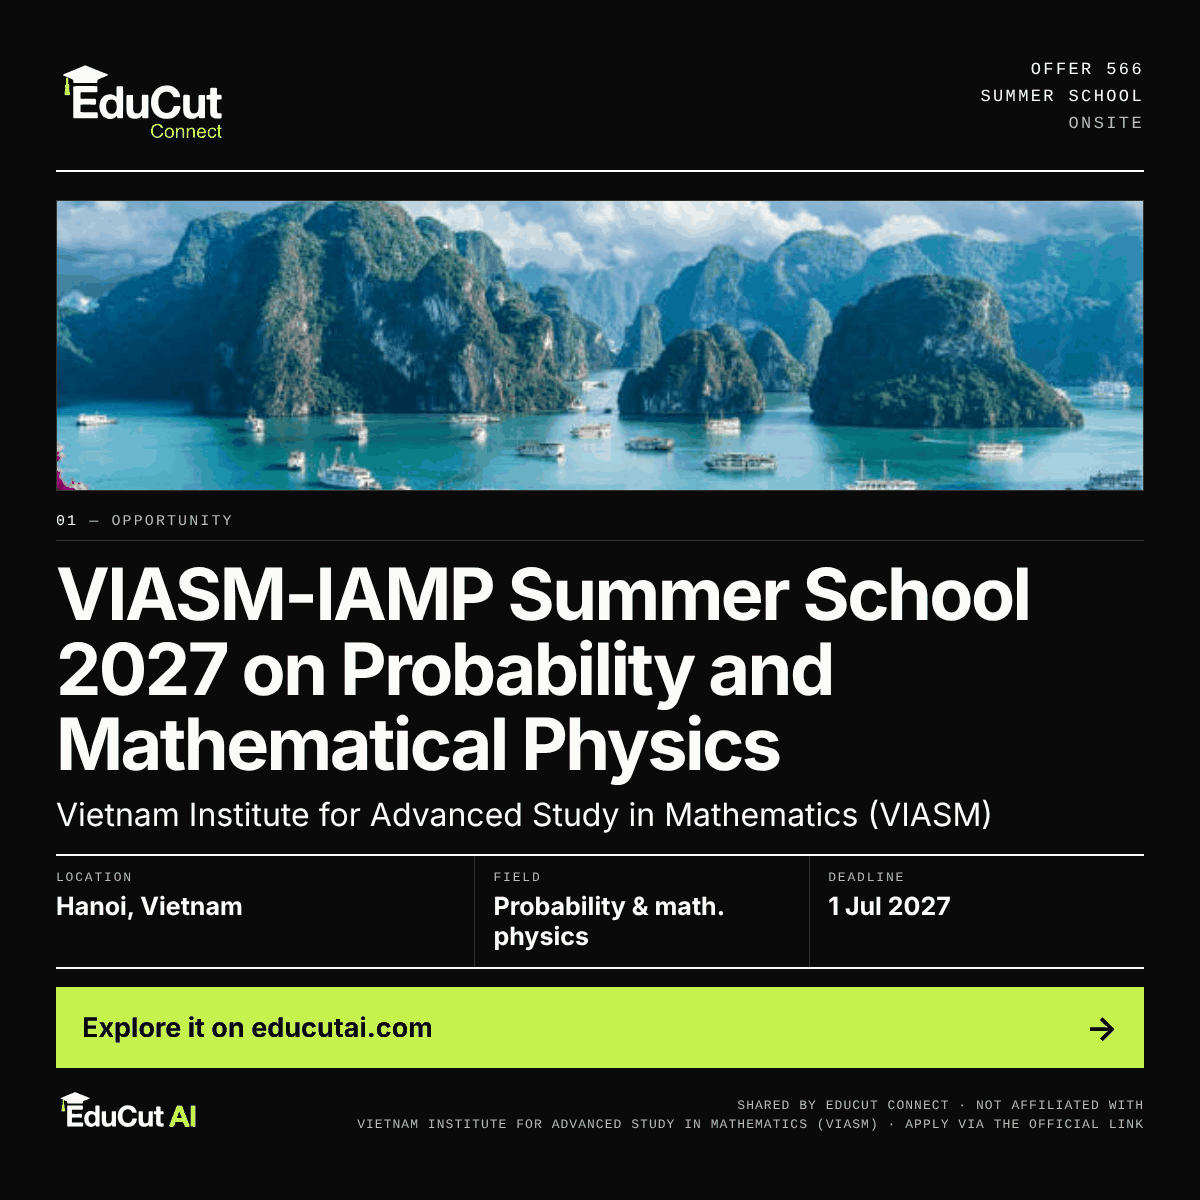 EduCut
Connect
OFFER 566
SUMMER SCHOOL
ONSITE
01 — OPPORTUNITY
VIASM-IAMP Summer School
2027 on Probability and
Mathematical Physics
Vietnam Institute for Advanced Study in Mathematics (VIASM)
LOCATION
Hanoi, Vietnam
FIELD
Probability & math.
physics
DEADLINE
1 Jul 2027
Explore it on educutai.com →
EduCut AI
SHARED BY EDUCUT CONNECT · NOT AFFILIATED WITH
VIETNAM INSTITUTE FOR ADVANCED STUDY IN MATHEMATICS (VIASM) · APPLY VIA THE OFFICIAL LINK